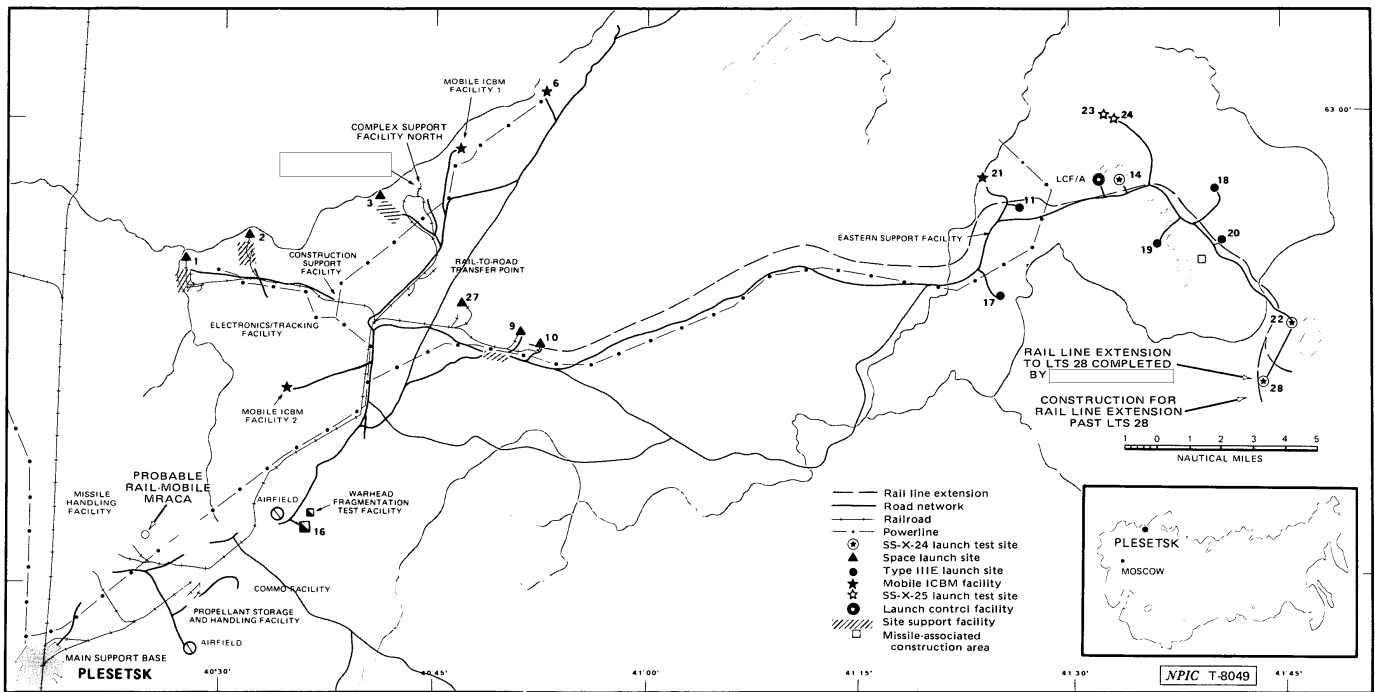 6
MOBILE ICBM
FACILITY 1
COMPLEX SUPPORT
FACILITY NORTH
3
2
1
CONSTRUCTION
SUPPORT
FACILITY
RAIL-TO-ROAD
TRANSFER POINT
ELECTRONICS/TRACKING
FACILITY
27
9
10
MOBILE ICBM
FACILITY 2
23
24
63 00'
21
LCF/A
14
18
11
EASTERN SUPPORT FACILITY
19
20
17
22
RAIL LINE EXTENSION
TO LTS 28 COMPLETED
BY
28
CONSTRUCTION FOR
RAIL LINE EXTENSION
PAST LTS 28
1 0 1 2 3 4 5
NAUTICAL MILES
PROBABLE
RAIL-MOBILE
MRACA
MISSILE
HANDLING
FACILITY
AIRFIELD
WARHEAD
FRAGMENTATION
TEST FACILITY
16
COMMO FACILITY
PROPELLANT STORAGE
AND HANDLING FACILITY
AIRFIELD
MAIN SUPPORT BASE
PLESETSK
Rail line extension
Road network
Railroad
Powerline
SS-X-24 launch test site
Space launch site
Type IIIE launch site
Mobile ICBM facility
SS-X-25 launch test site
Launch control facility
Site support facility
Missile-associated
construction area
PLESETSK
MOSCOW
NPIC T-8049
40 30'
40 45'
41 00'
41 15'
41 30'
41 45'